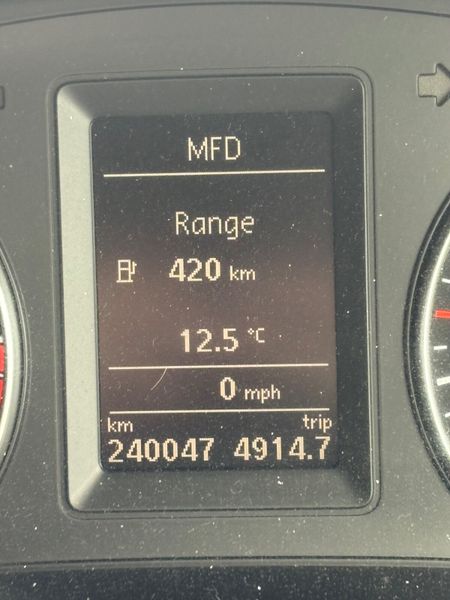 MFD
Range
420 km
12.5 °C
0 mph
km trip
240047 4914.7